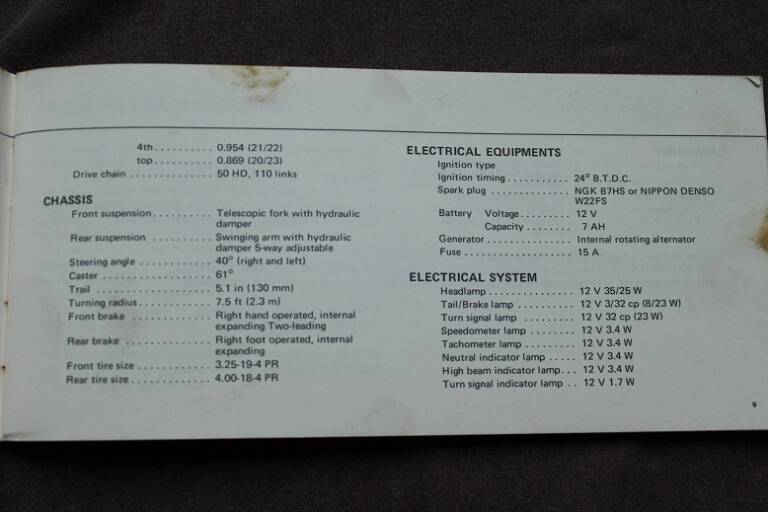 4th.......... 0.954 (21/22)
top.......... 0.869 (20/23)
Drive chain .............. 50 HD, 110 links
CHASSIS
Front suspension........... Telescopic fork with hydraulic
damper
Rear suspension .......... Swinging arm with hydraulic
damper 5-way adjustable
Steering angle ............ 40° (right and left)
Caster .................. 61°
Trail ................... 5.1 in (130 mm)
Turning radius............ 7.5 ft (2.3 m)
Front brake ............. Right hand operated, internal
expanding Two-leading
Rear brake .............. Right foot operated, internal
expanding
Front tire size ............ 3.25-19-4 PR
Rear tire size ............. 4.00-18-4 PR
ELECTRICAL EQUIPMENTS
Ignition type
Ignition timing ........... 24° B.T.D.C.
Spark plug .............. NGK B7HS or NIPPON DENSO
W22FS
Battery Voltage......... 12 V
Capacity ........ 7 AH
Generator ............... Internal rotating alternator
Fuse ................... 15 A
ELECTRICAL SYSTEM
Headlamp ............... 12 V 35/25 W
Tail/Brake lamp .......... 12 V 3/32 cp (8/23 W)
Turn signal lamp ......... 12 V 32 cp (23 W)
Speedometer lamp ........ 12 V 3.4 W
Tachometer lamp ......... 12 V 3.4 W
Neutral indicator lamp ..... 12 V 3.4 W
High beam indicator lamp... 12 V 3.4 W
Turn signal indicator lamp .. 12 V 1.7 W
9